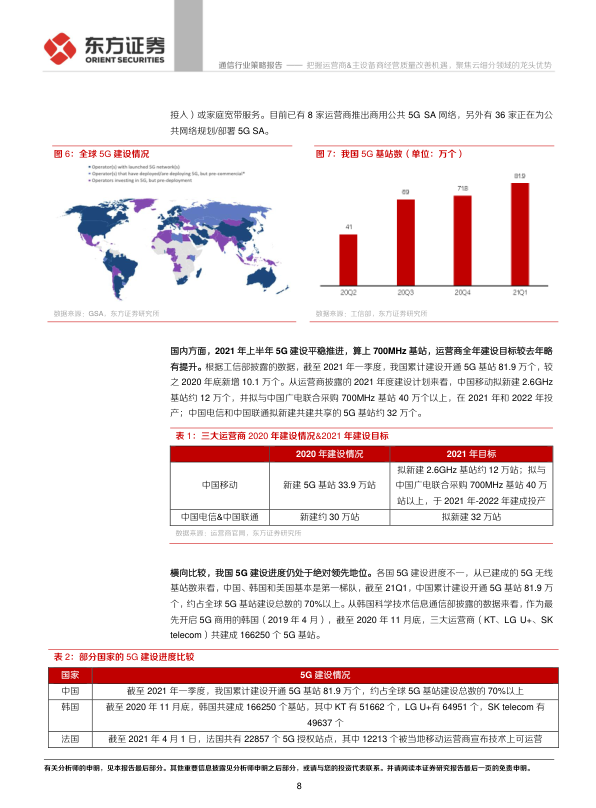 东方证券
ORIENT SECURITIES
通信行业策略报告 —— 把握运营商&主设备商经营质量改善机遇，聚焦云细分领域的龙头优势
接入）或家庭宽带服务。目前已有 8 家运营商推出商用公共 5G SA 网络，另外有 36 家正在为公
共网络规划/部署 5G SA。
图 6：全球 5G 建设情况
Operator(s) with launched 5G network(s)
Operator(s) that have deployed/are deploying 5G, but pre-commercial*
Operators investing in 5G, but pre-deployment
数据来源：GSA、东方证券研究所
图 7：我国 5G 基站数（单位：万个）
41
69
71.8
81.9
20Q2
20Q3
20Q4
21Q1
数据来源：工信部，东方证券研究所
国内方面，2021 年上半年 5G 建设平稳推进，算上 700MHz 基站，运营商全年建设目标较去年略
有提升。根据工信部披露的数据，截至 2021 年一季度，我国累计建设开通 5G 基站 81.9 万个，较
之 2020 年底新增 10.1 万个。从运营商披露的 2021 年度建设计划来看，中国移动拟新建 2.6GHz
基站约 12 万个，并拟与中国广电联合采购 700MHz 基站 40 万个以上，在 2021 年和 2022 年投
产；中国电信和中国联通拟新建共建共享的 5G 基站约 32 万个。
表 1：三大运营商 2020 年建设情况&2021 年建设目标
2020 年建设情况
2021 年目标
中国移动
新建 5G 基站 33.9 万站
拟新建 2.6GHz 基站约 12 万站；拟与
中国广电联合采购 700MHz 基站 40 万
站以上，于 2021 年-2022 年建成投产
中国电信&中国联通
新建约 30 万站
拟新建 32 万站
数据来源：运营商官网，东方证券研究所
横向比较，我国 5G 建设进度仍处于绝对领先地位。各国 5G 建设进度不一，从已建成的 5G 无线
基站数来看，中国、韩国和美国基本是第一梯队，截至 21Q1，中国累计建设开通 5G 基站 81.9 万
个，约占全球 5G 基站建设总数的 70%以上。从韩国科学技术信息通信部披露的数据来看，作为最
先开启 5G 商用的韩国（2019 年 4 月），截至 2020 年 11 月底，三大运营商（KT、LG U+、SK
telecom）共建成 166250 个 5G 基站。
表 2：部分国家的 5G 建设进度比较
国家
5G 建设情况
中国
截至 2021 年一季度，我国累计建设开通 5G 基站 81.9 万个，约占全球 5G 基站建设总数的 70%以上
韩国
截至 2020 年 11 月底，韩国共建成 166250 个基站，其中 KT 有 51662 个，LG U+有 64951 个，SK telecom 有
49637 个
法国
截至 2021 年 4 月 1 日，法国共有 22857 个 5G 授权站点，其中 12213 个被当地移动运营商宣布技术上可运营
有关分析师的申明，见本报告最后部分。其他重要信息披露见分析师申明之后部分，或请与您的投资代表联系。并请阅读本证券研究报告最后一页的免责申明。
8